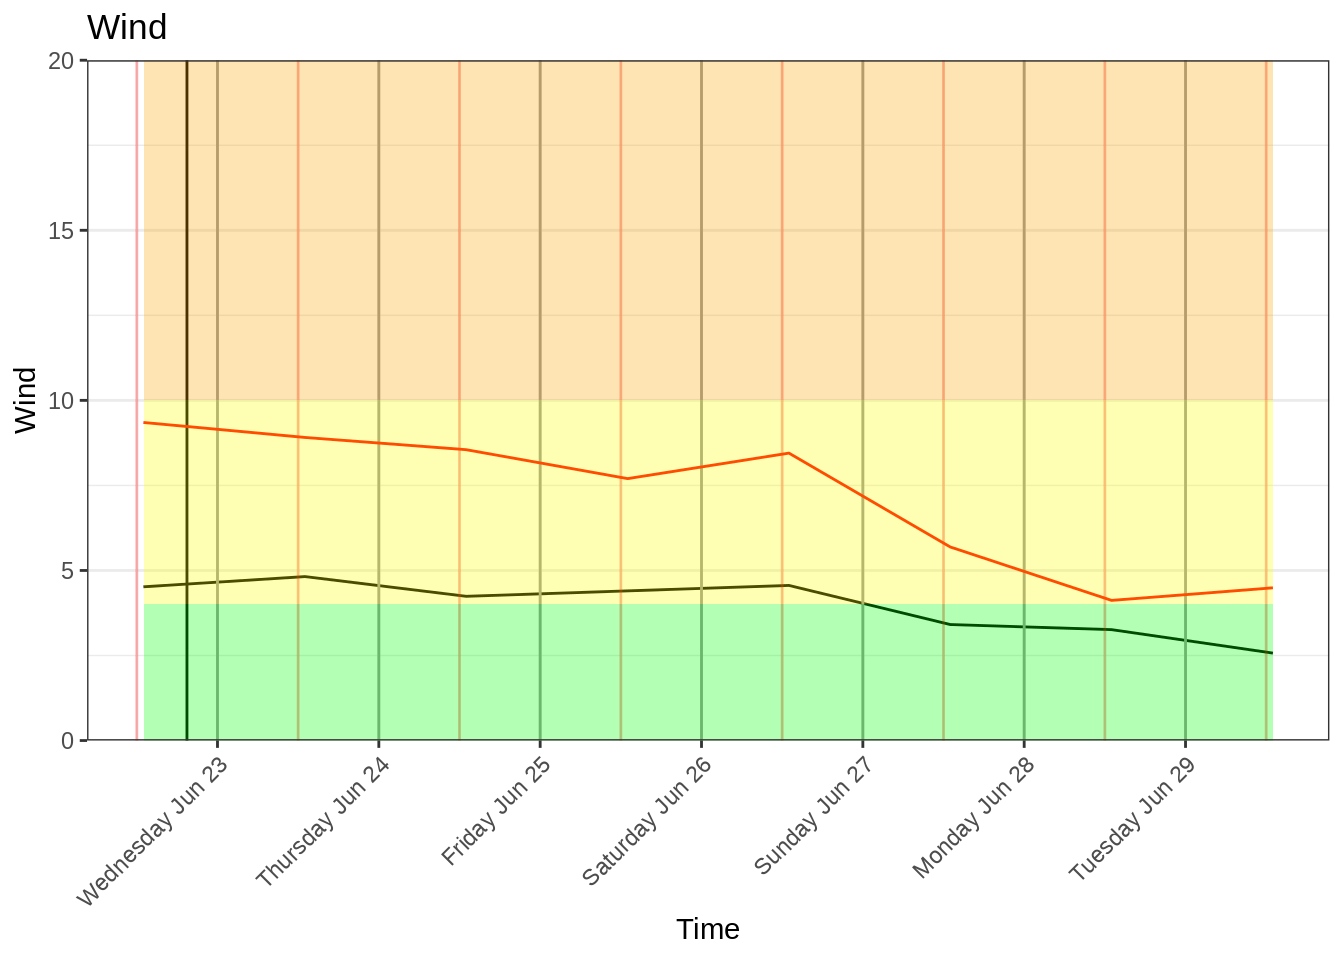 Wind
20
15
10
5
0
Wind
Wednesday Jun 23
Thursday Jun 24
Friday Jun 25
Saturday Jun 26
Sunday Jun 27
Monday Jun 28
Tuesday Jun 29
Time